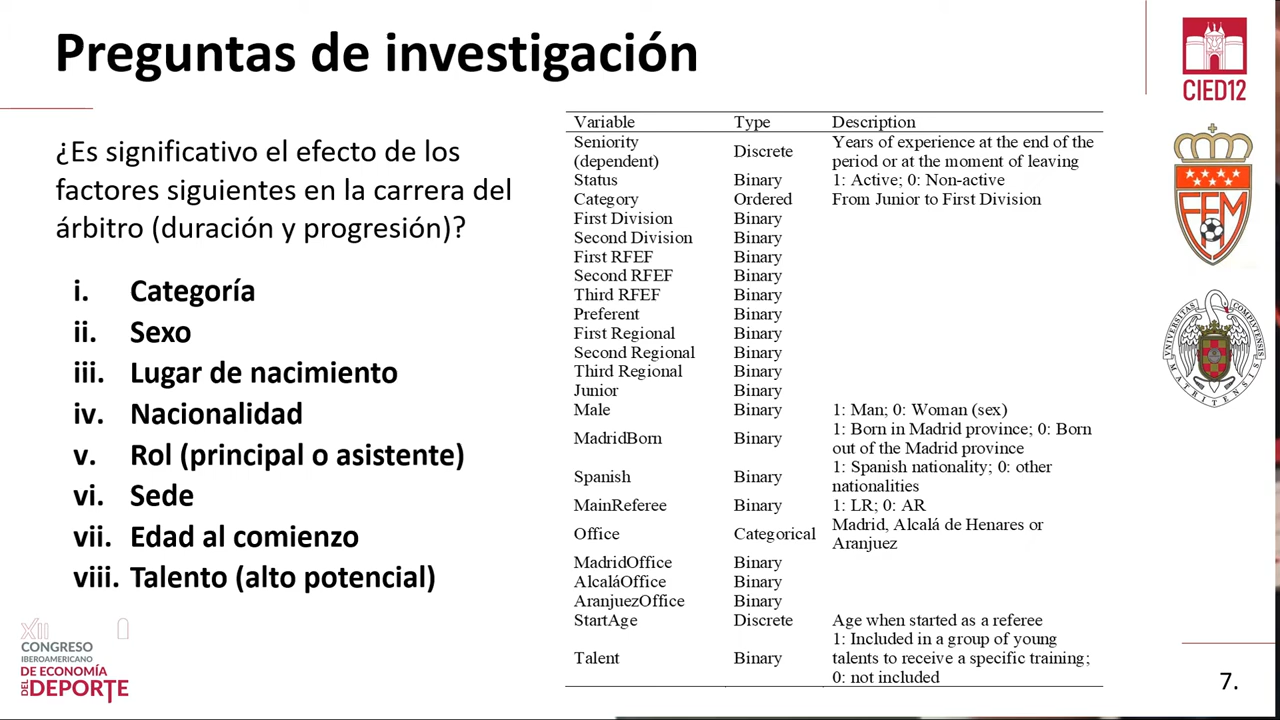 Preguntas de investigación
¿Es significativo el efecto de los
factores siguientes en la carrera del
árbitro (duración y progresión)?
i. Categoría
ii. Sexo
iii. Lugar de nacimiento
iv. Nacionalidad
v. Rol (principal o asistente)
vi. Sede
vii. Edad al comienzo
viii. Talento (alto potencial)
Variable Type Description
Seniority (dependent) Discrete Years of experience at the end of the
period or at the moment of leaving
Status Binary 1: Active; 0: Non-active
Category Ordered From Junior to First Division
First Division Binary
Second Division Binary
First RFEF Binary
Second RFEF Binary
Third RFEF Binary
Preferent Binary
First Regional Binary
Second Regional Binary
Third Regional Binary
Junior Binary
Male Binary 1: Man; 0: Woman (sex)
MadridBorn Binary 1: Born in Madrid province; 0: Born
out of the Madrid province
Spanish Binary 1: Spanish nationality; 0: other
nationalities
MainReferee Binary 1: LR; 0: AR
Office Categorical Madrid, Alcalá de Henares or
Aranjuez
MadridOffice Binary
AlcaláOffice Binary
AranjuezOffice Binary
StartAge Discrete Age when started as a referee
Talent Binary 1: Included in a group of young
talents to receive a specific training;
0: not included
CIED12
FFM
UNIVERSITAS COMPLUTENSIS MATRITENSIS
XII
CONGRESO
IBEROAMERICANO
DE ECONOMÍA
DEL DEPORTE
7.